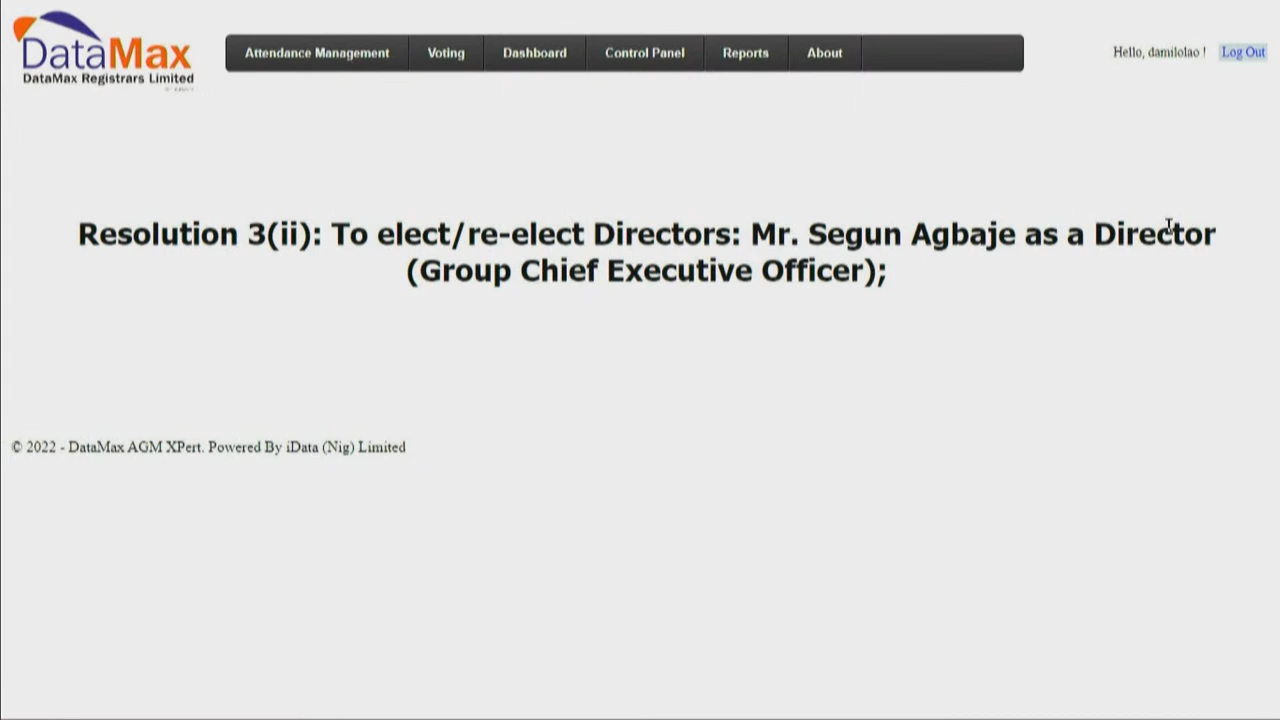 DataMax
DataMax Registrars Limited
Attendance Management Voting Dashboard Control Panel Reports About
Hello, damilolao ! Log Out
Resolution 3(ii): To elect/re-elect Directors: Mr. Segun Agbaje as a Director
(Group Chief Executive Officer);
© 2022 - DataMax AGM XPert. Powered By iData (Nig) Limited